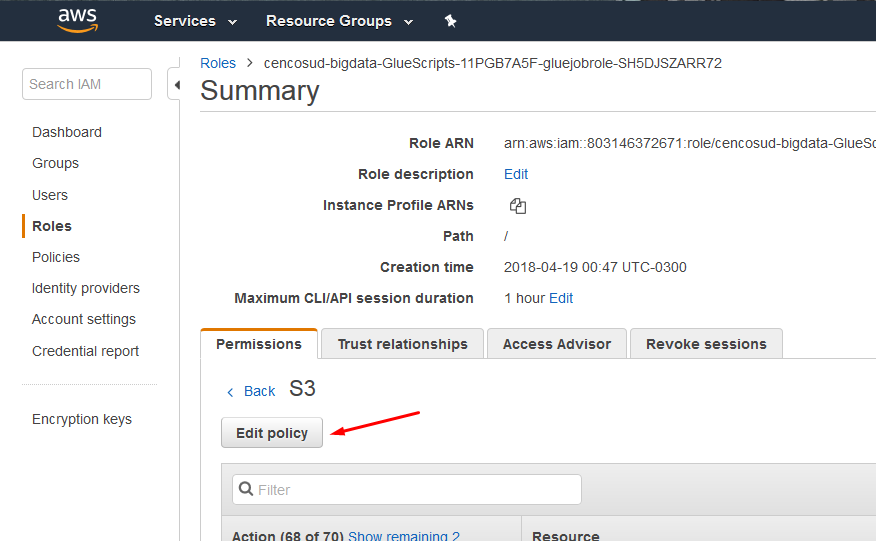 aws Services Resource Groups
Roles > cencosud-bigdata-GlueScripts-11PGB7A5F-gluejobrole-SH5DJSZARR72
Search IAM
Summary
Dashboard
Groups
Users
Roles
Policies
Identity providers
Account settings
Credential report
Encryption keys
Role ARN arn:aws:iam::803146372671:role/cencosud-bigdata-GlueSc
Role description Edit
Instance Profile ARNs
Path /
Creation time 2018-04-19 00:47 UTC-0300
Maximum CLI/API session duration 1 hour Edit
Permissions Trust relationships Access Advisor Revoke sessions
‹ Back S3
Edit policy
Filter
Action (68 of 70) Show remaining 2 Resource